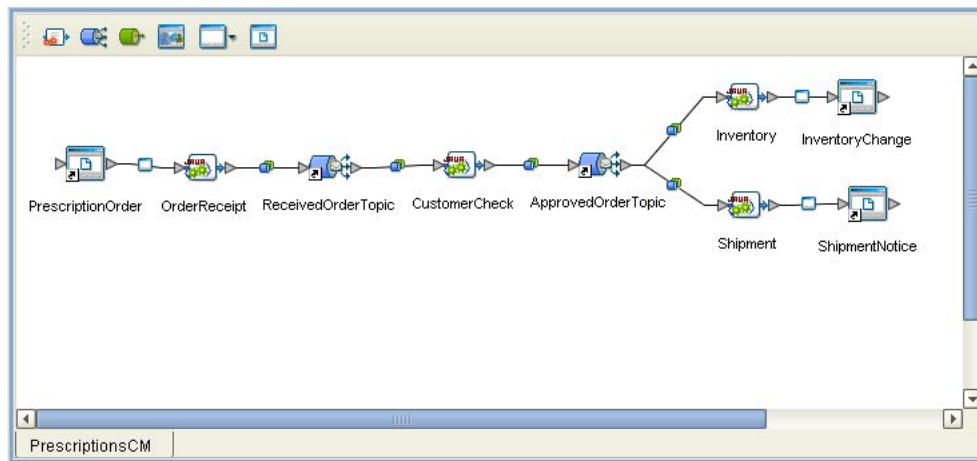 Inventory
InventoryChange
PrescriptionOrder
OrderReceipt
ReceivedOrderTopic
CustomerCheck
ApprovedOrderTopic
Shipment
ShipmentNotice
PrescriptionsCM